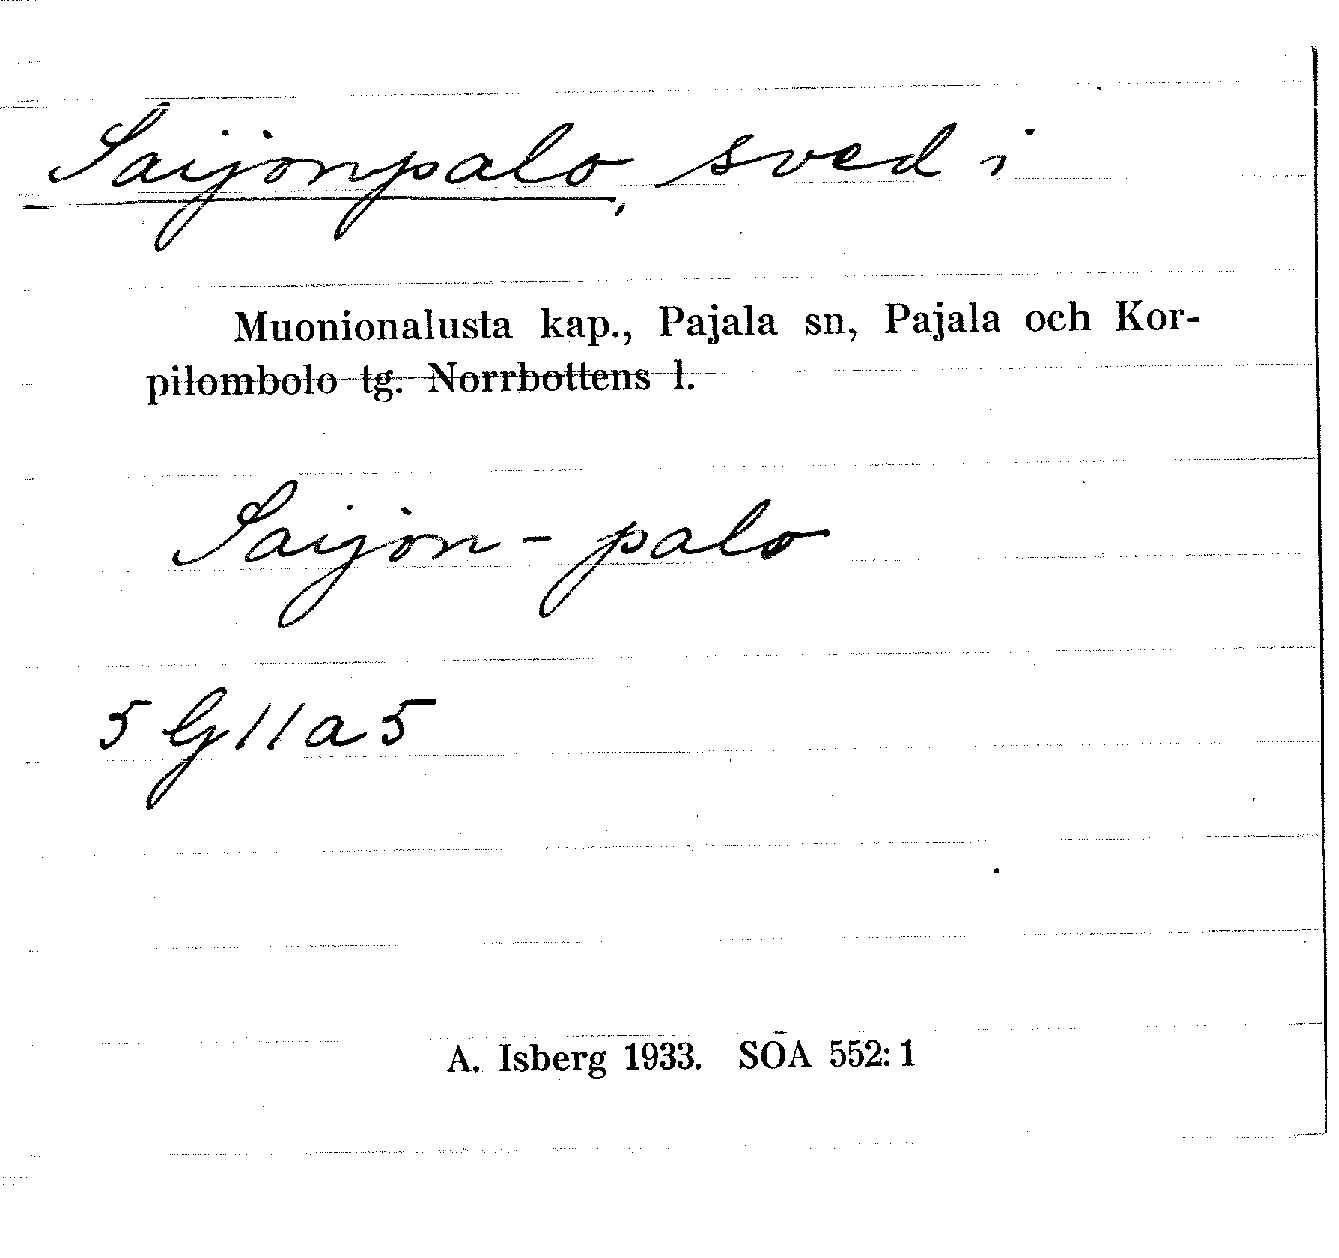 Saijonpalo, sved i
Muonionalusta kap., Pajala sn, Pajala och Kor-
pilombolo tg. Norrbottens l.
Saijon-palo
5 G 11 a 5
A. Isberg 1933. SOA 552: 1